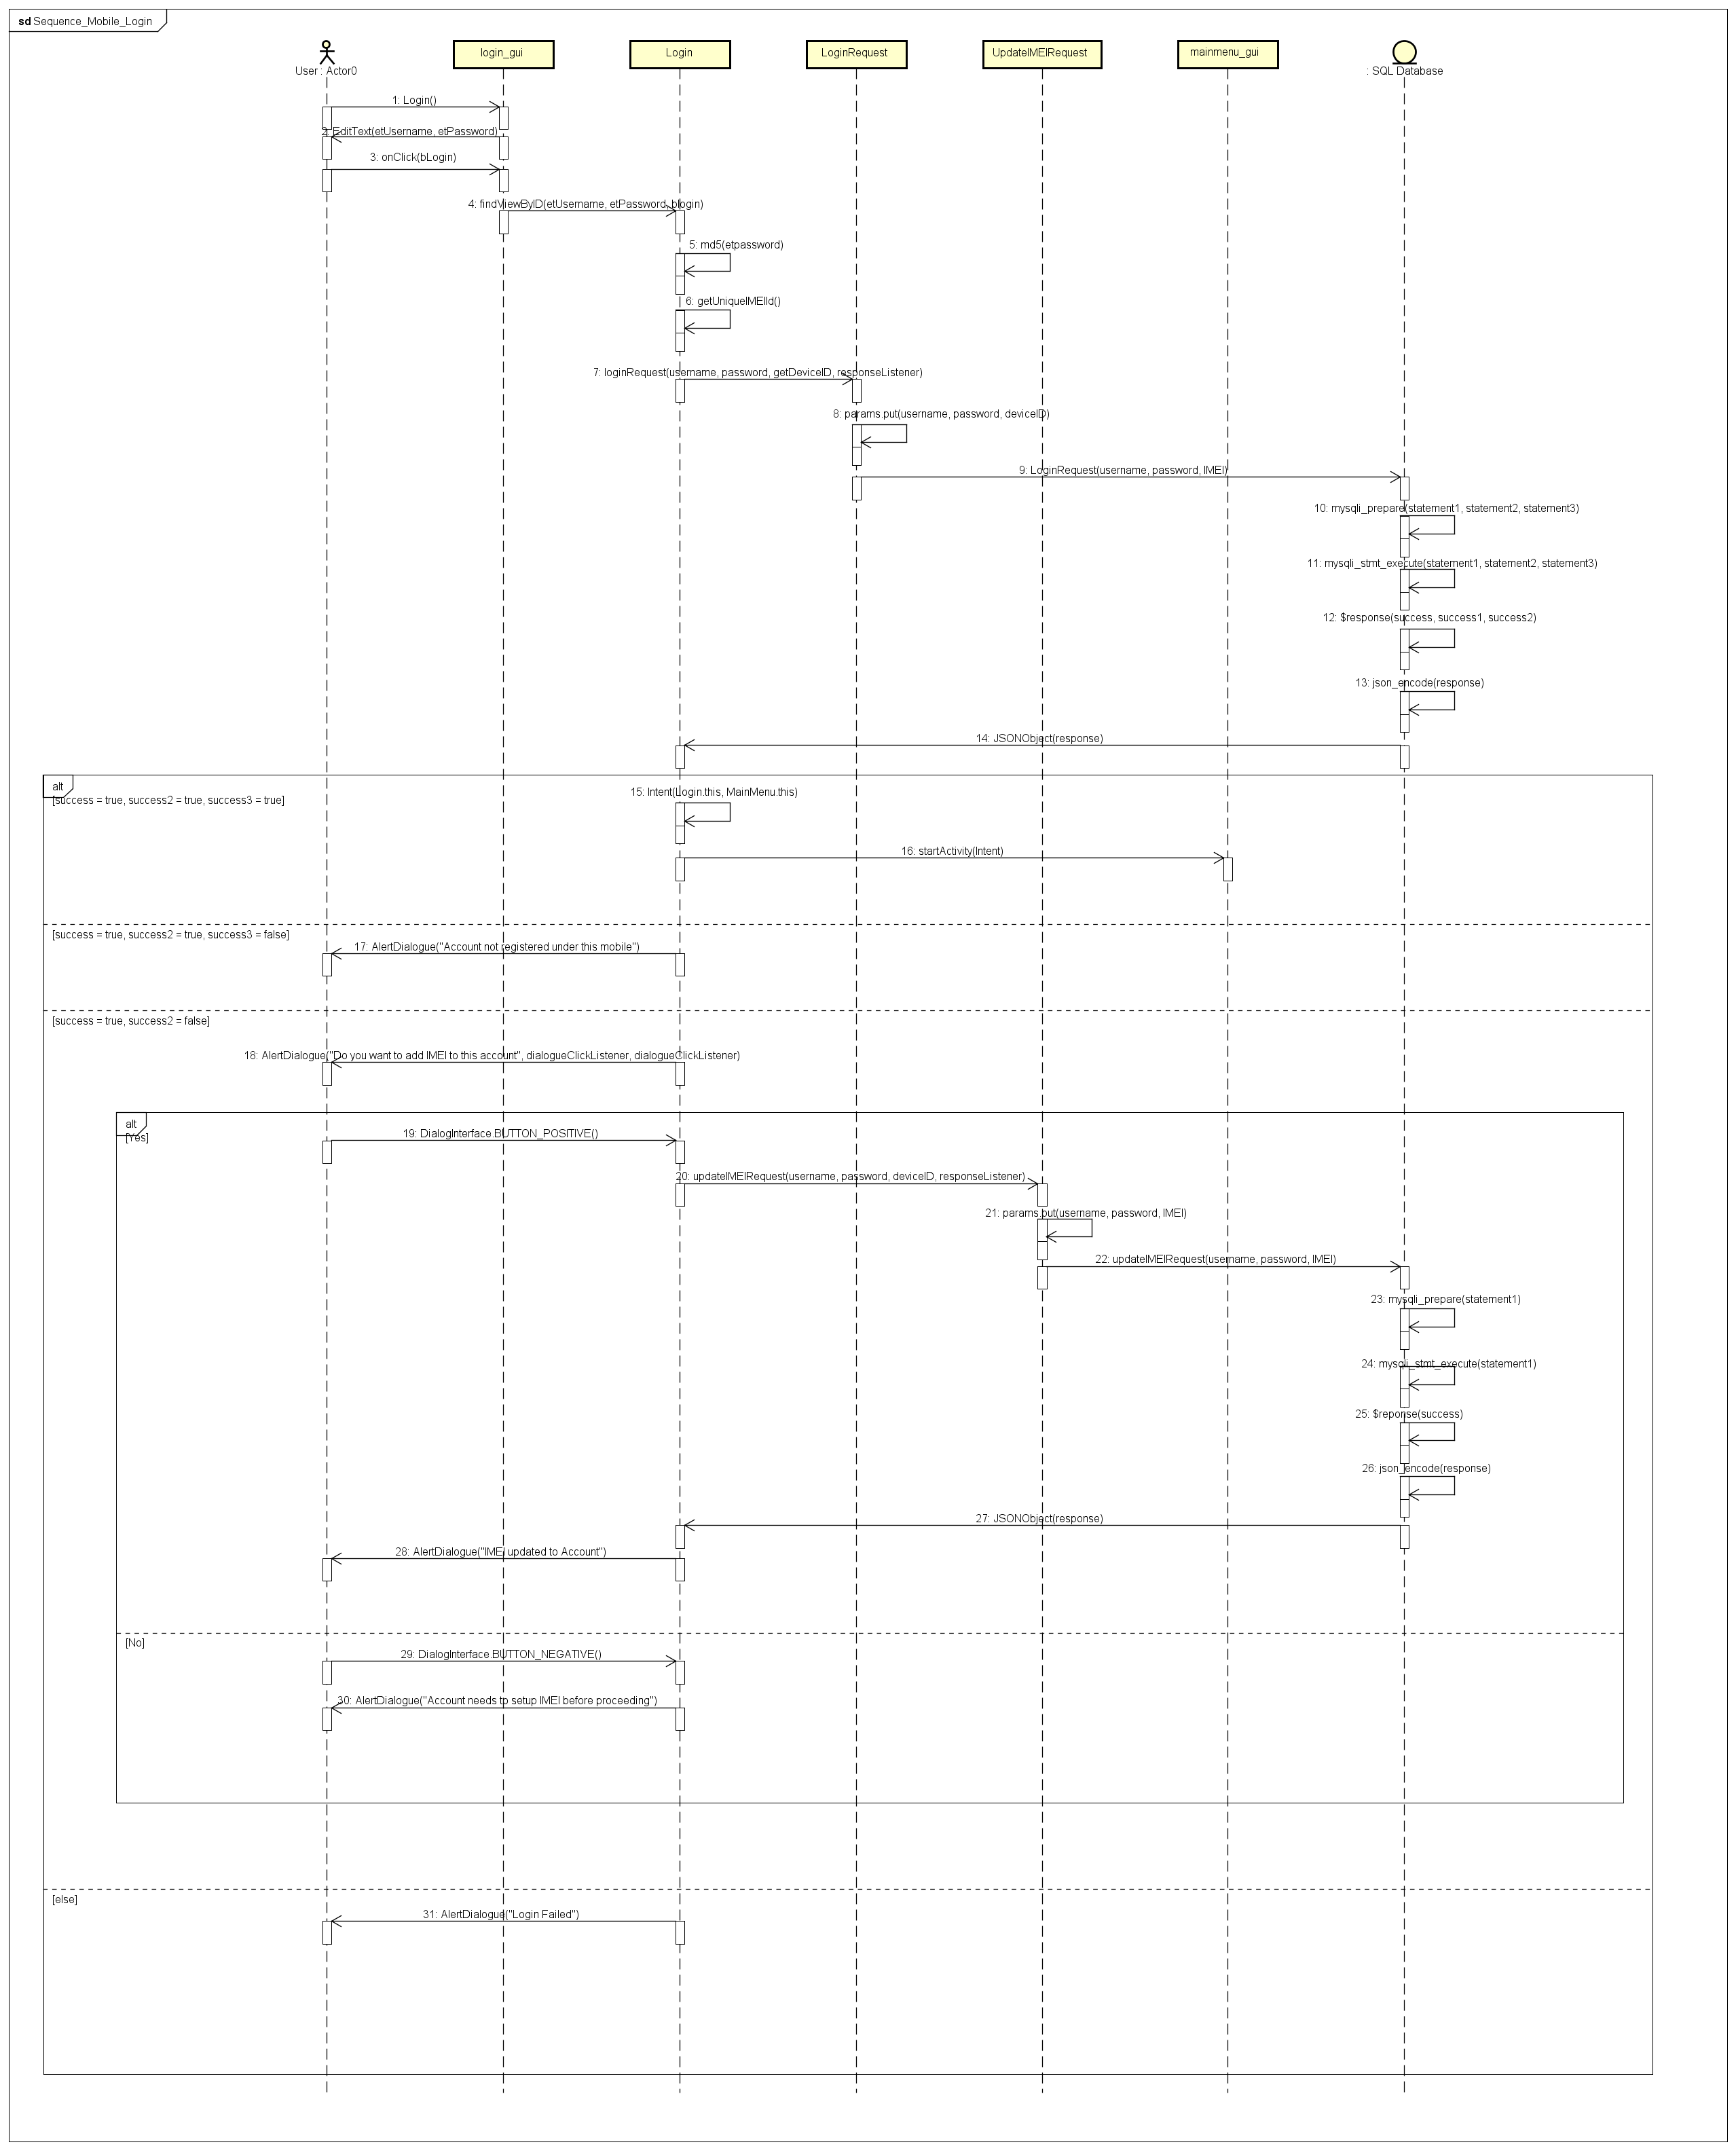 sd Sequence_Mobile_Login
User : Actor0
login_gui
Login
LoginRequest
UpdateIMEIRequest
mainmenu_gui
: SQL Database
1: Login()
2: EditText(etUsername, etPassword)
3: onClick(bLogin)
4: findViewByID(etUsername, etPassword, blogin)
5: md5(etpassword)
6: getUniqueIMEIId()
7: loginRequest(username, password, getDeviceID, responseListener)
8: params.put(username, password, deviceID)
9: LoginRequest(username, password, IMEI)
10: mysqli_prepare(statement1, statement2, statement3)
11: mysqli_stmt_execute(statement1, statement2, statement3)
12: $response(success, success1, success2)
13: json_encode(response)
14: JSONObject(response)
alt
[success = true, success2 = true, success3 = true]
15: Intent(Login.this, MainMenu.this)
16: startActivity(Intent)
[success = true, success2 = true, success3 = false]
17: AlertDialogue("Account not registered under this mobile")
[success = true, success2 = false]
18: AlertDialogue("Do you want to add IMEI to this account", dialogueClickListener, dialogueClickListener)
alt
[Yes]
19: DialogInterface.BUTTON_POSITIVE()
20: updateIMEIRequest(username, password, deviceID, responseListener)
21: params.put(username, password, IMEI)
22: updateIMEIRequest(username, password, IMEI)
23: mysqli_prepare(statement1)
24: mysqli_stmt_execute(statement1)
25: $reponse(success)
26: json_encode(response)
27: JSONObject(response)
28: AlertDialogue("IMEI updated to Account")
[No]
29: DialogInterface.BUTTON_NEGATIVE()
30: AlertDialogue("Account needs to setup IMEI before proceeding")
[else]
31: AlertDialogue("Login Failed")